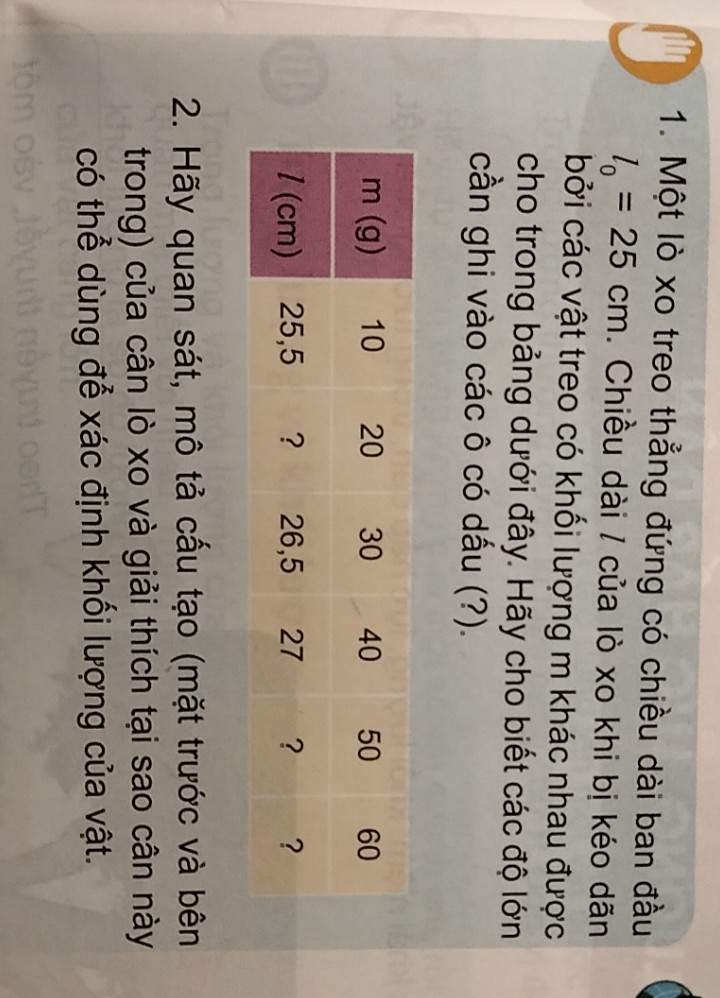 1. Một lò xo treo thẳng đứng có chiều dài ban đầu
l₀ = 25 cm. Chiều dài l của lò xo khi bị kéo dãn
bởi các vật treo có khối lượng m khác nhau được
cho trong bảng dưới đây. Hãy cho biết các độ lớn
cần ghi vào các ô có dấu (?).
m (g) 10 20 30 40 50 60
l (cm) 25,5 ? 26,5 27 ? ?
2. Hãy quan sát, mô tả cấu tạo (mặt trước và bên
trong) của cân lò xo và giải thích tại sao cân này
có thể dùng để xác định khối lượng của vật.